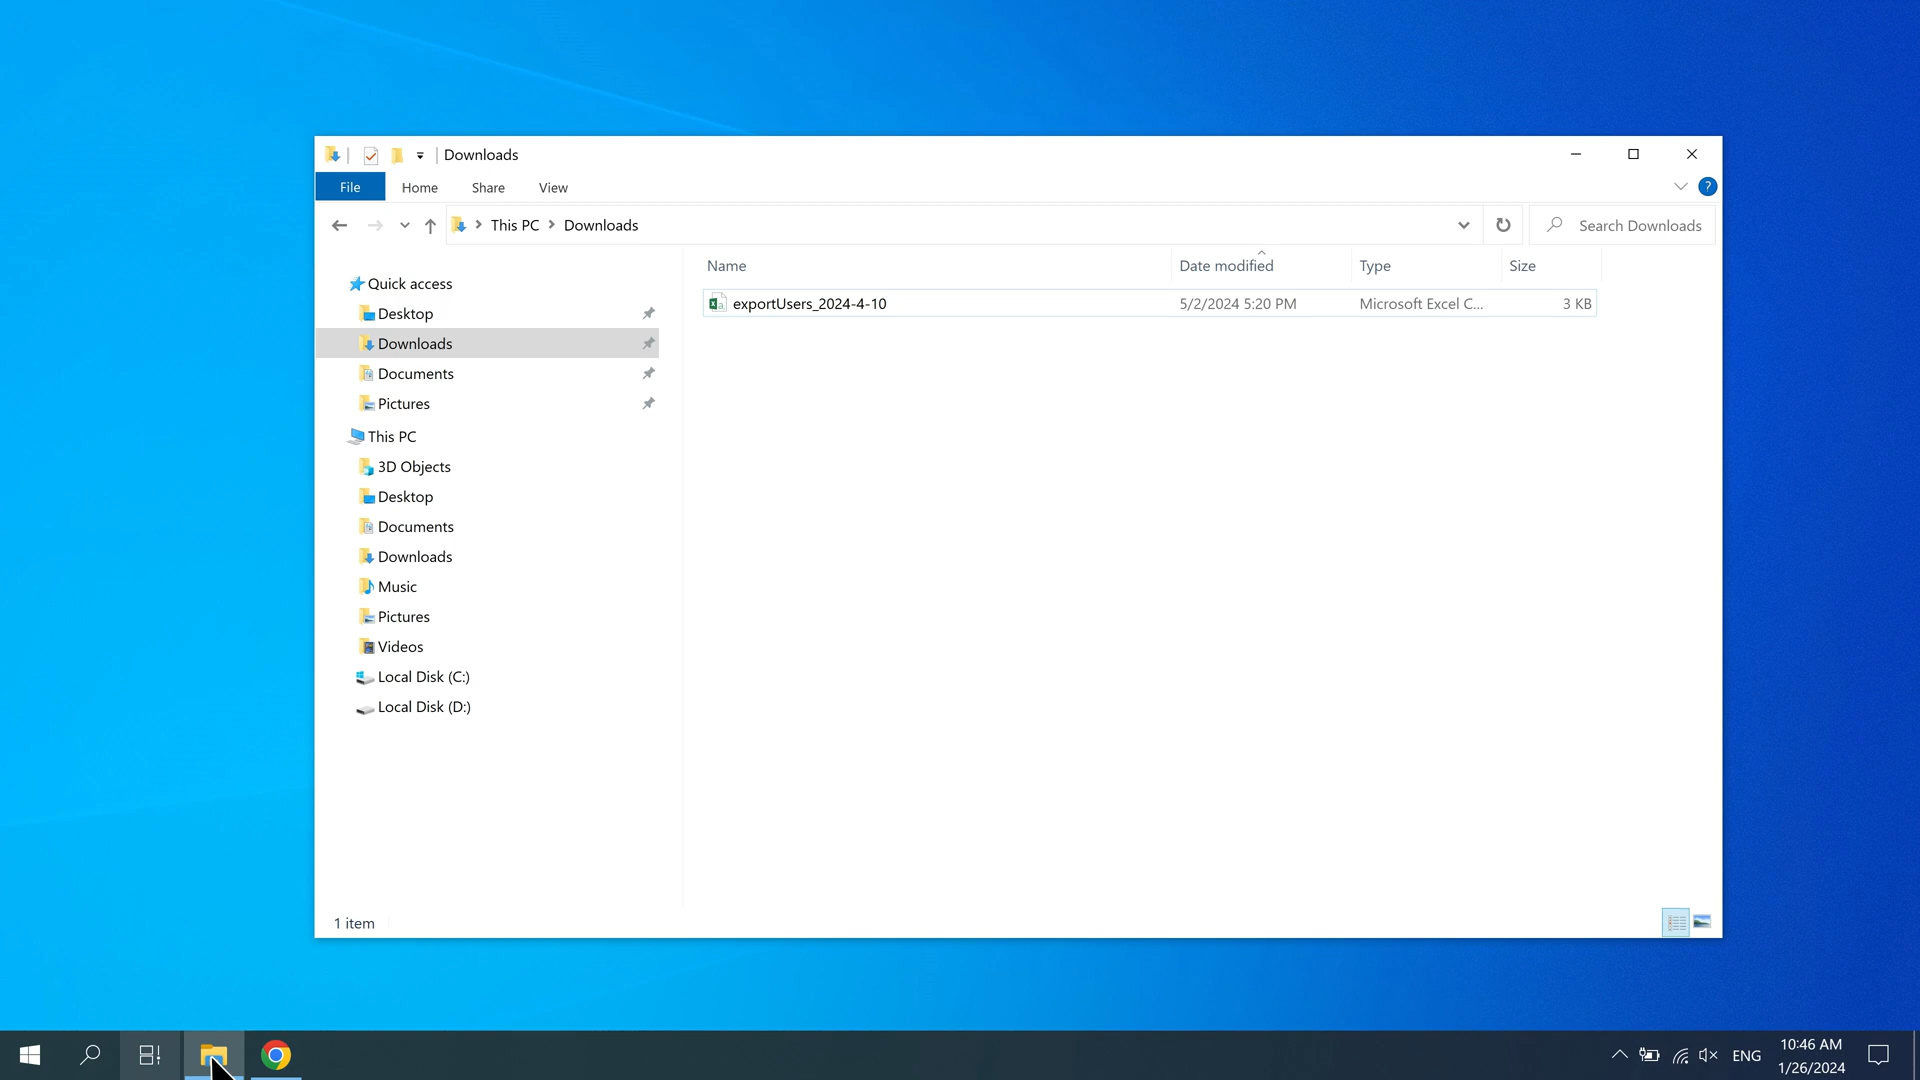 Downloads
File Home Share View
?
This PC Downloads
Search Downloads
Name Date modified Type Size
exportUsers_2024-4-10 5/2/2024 5:20 PM Microsoft Excel C... 3 KB
Quick access
Desktop
Downloads
Documents
Pictures
This PC
3D Objects
Desktop
Documents
Downloads
Music
Pictures
Videos
Local Disk (C:)
Local Disk (D:)
1 item
ENG
10:46 AM
1/26/2024